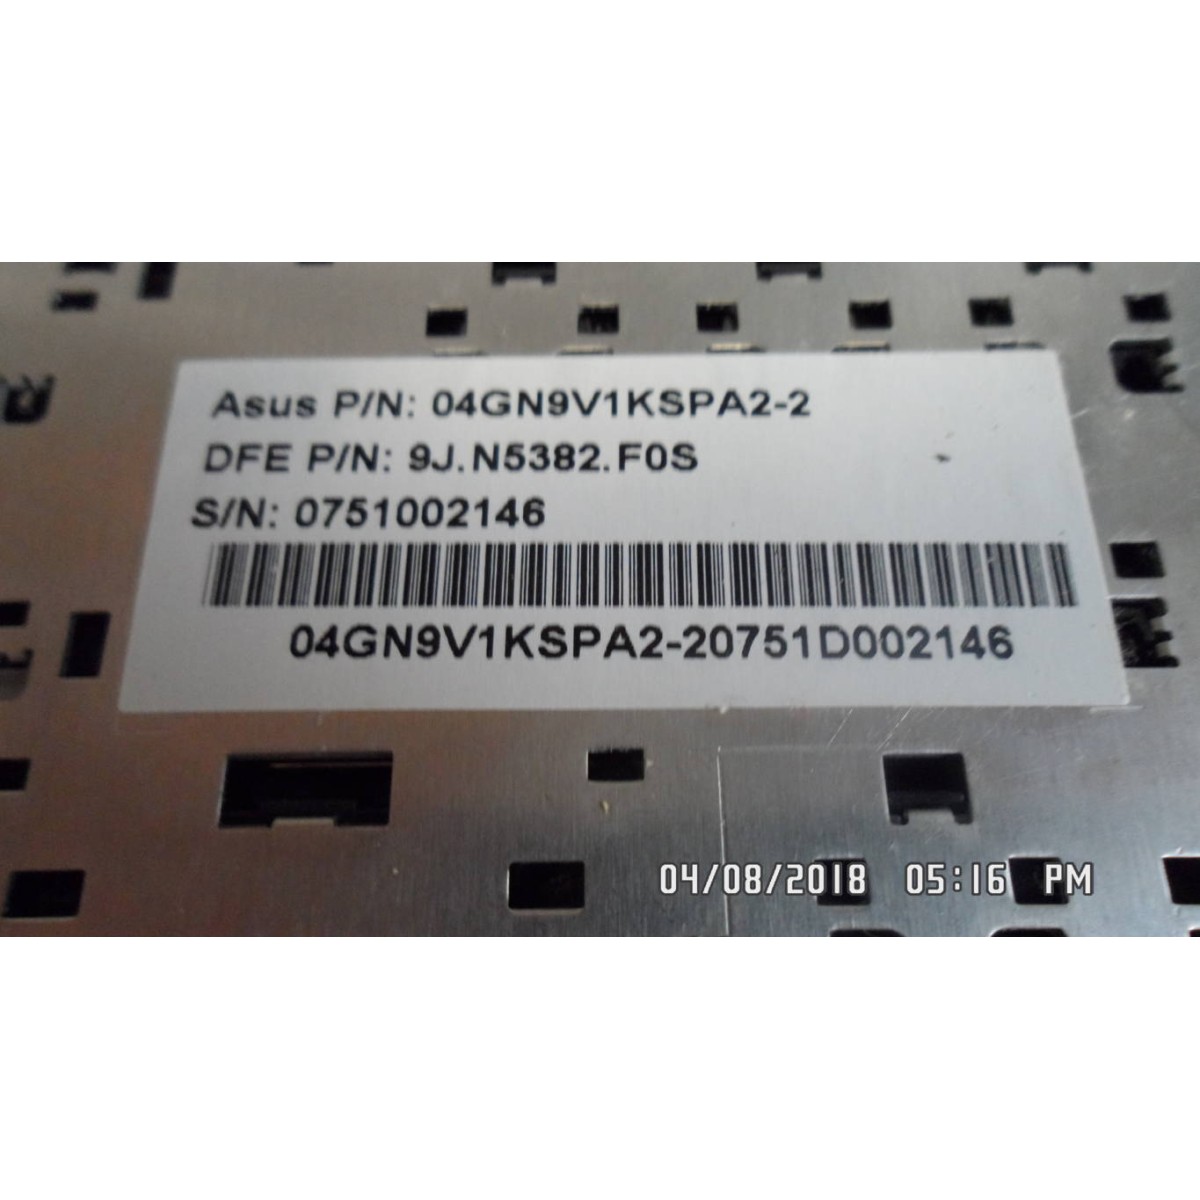 Asus P/N: 04GN9V1KSPA2-2
DFE P/N: 9J.N5382.F0S
S/N: 0751002146
04GN9V1KSPA2-20751D002146
04/08/2018 05:16 PM